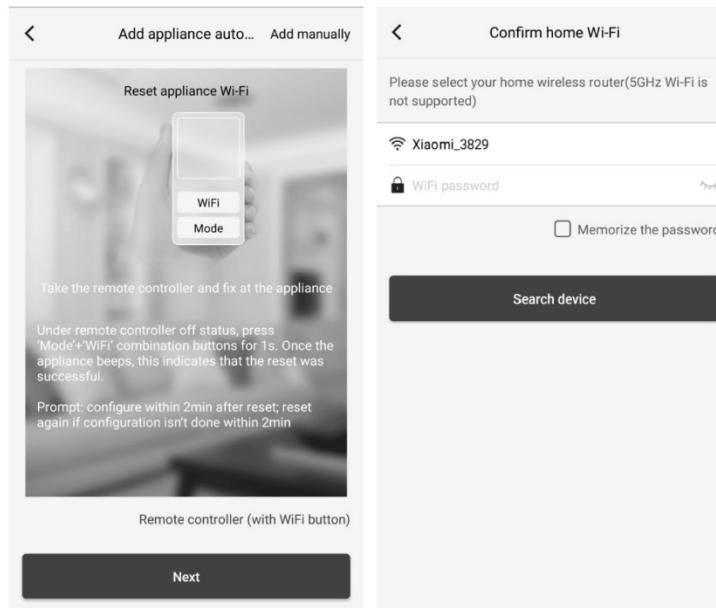 Add appliance auto... Add manually
Reset appliance Wi-Fi
WiFi
Mode
Take the remote controller and fix at the appliance
Under remote controller off status, press
‘Mode’+‘WiFi’ combination buttons for 1s. Once the
appliance beeps, this indicates that the reset was
successful.
Prompt: configure within 2min after reset; reset
again if configuration isn't done within 2min
Remote controller (with WiFi button)
Next
Confirm home Wi-Fi
Please select your home wireless router(5GHz Wi-Fi is
not supported)
Xiaomi_3829
WiFi password
Memorize the password
Search device